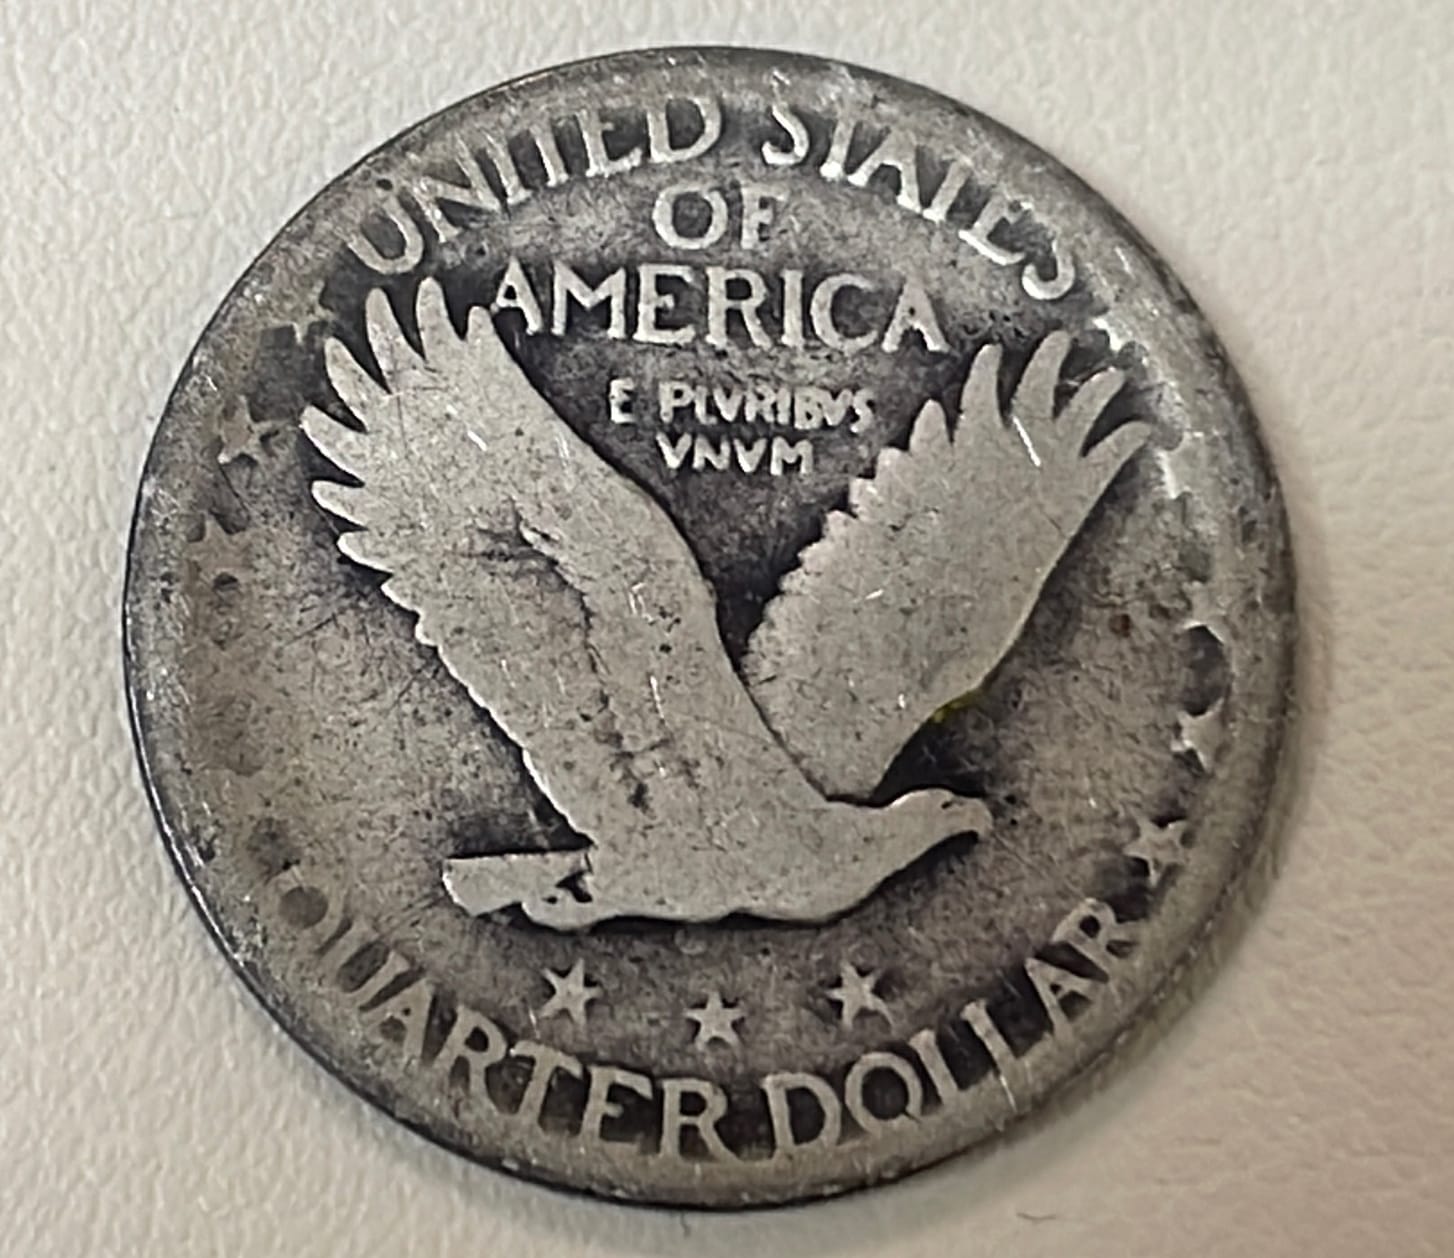 UNITED STATES
OF
AMERICA
E PLVRIBVS
VNVM
QUARTER DOLLAR